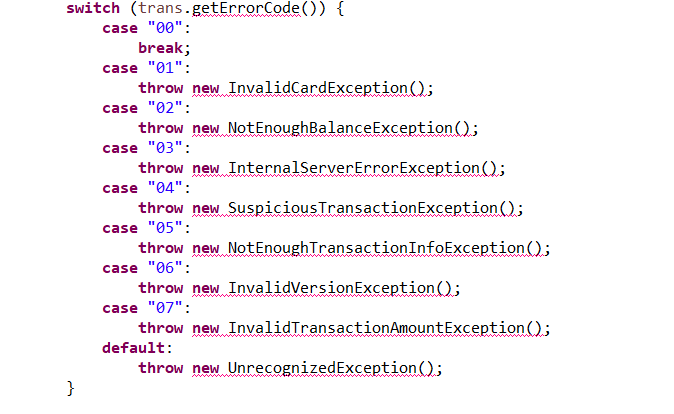 switch (trans.getErrorCode()) {
case "00":
break;
case "01":
throw new InvalidCardException();
case "02":
throw new NotEnoughBalanceException();
case "03":
throw new InternalServerErrorException();
case "04":
throw new SuspiciousTransactionException();
case "05":
throw new NotEnoughTransactionInfoException();
case "06":
throw new InvalidVersionException();
case "07":
throw new InvalidTransactionAmountException();
default:
throw new UnrecognizedException();
}